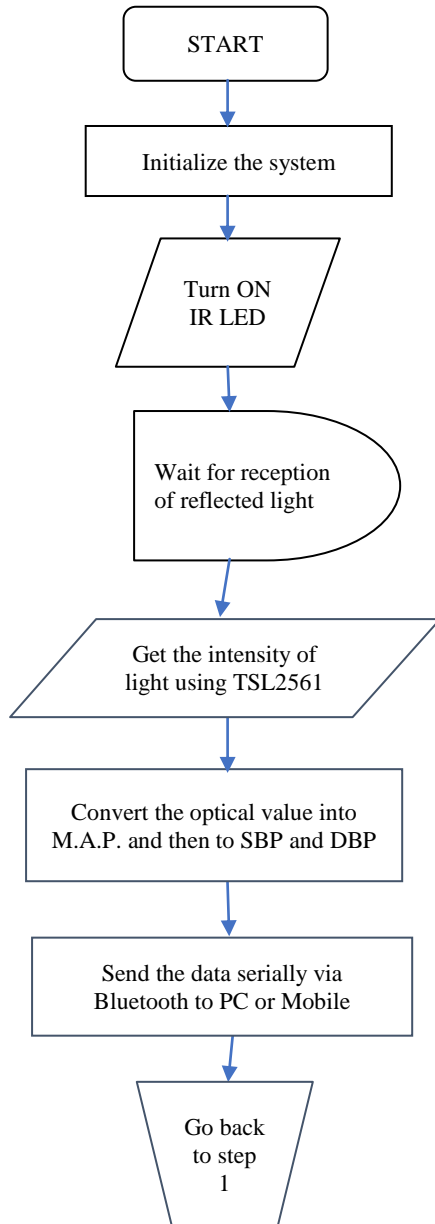 START
Initialize the system
Turn ON
IR LED
Wait for reception
of reflected light
Get the intensity of
light using TSL2561
Convert the optical value into
M.A.P. and then to SBP and DBP
Send the data serially via
Bluetooth to PC or Mobile
Go back
to step
1